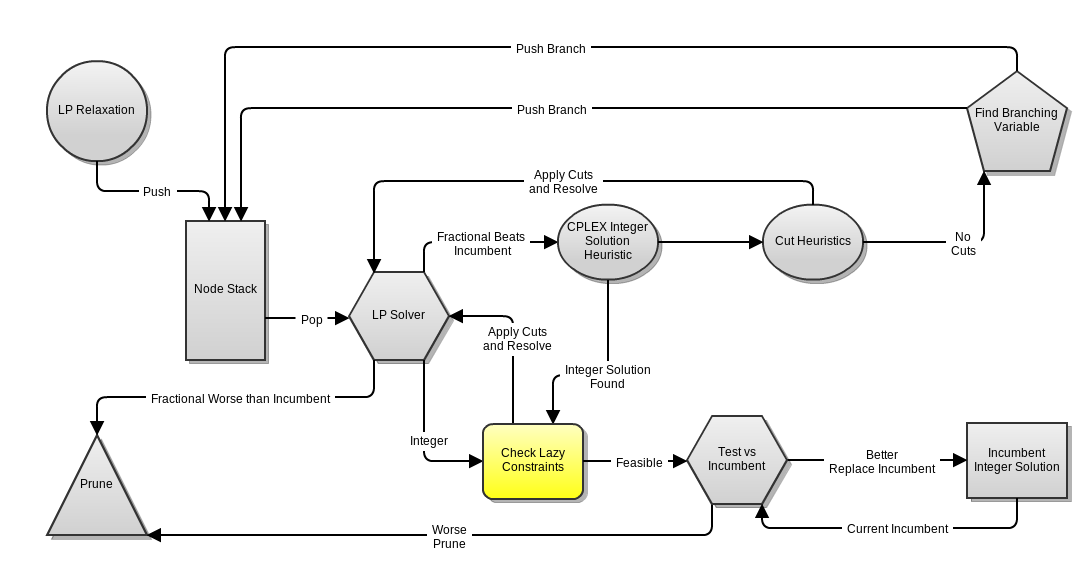 Push Branch
LP Relaxation
Push Branch
Find Branching
Variable
Push
Apply Cuts
and Resolve
Node Stack
Fractional Beats
Incumbent
CPLEX Integer
Solution
Heuristic
Cut Heuristics
No
Cuts
Pop
LP Solver
Apply Cuts
and Resolve
Integer Solution
Found
Fractional Worse than Incumbent
Integer
Prune
Check Lazy
Constraints
Feasible
Test vs
Incumbent
Better
Replace Incumbent
Incumbent
Integer Solution
Worse
Prune
Current Incumbent